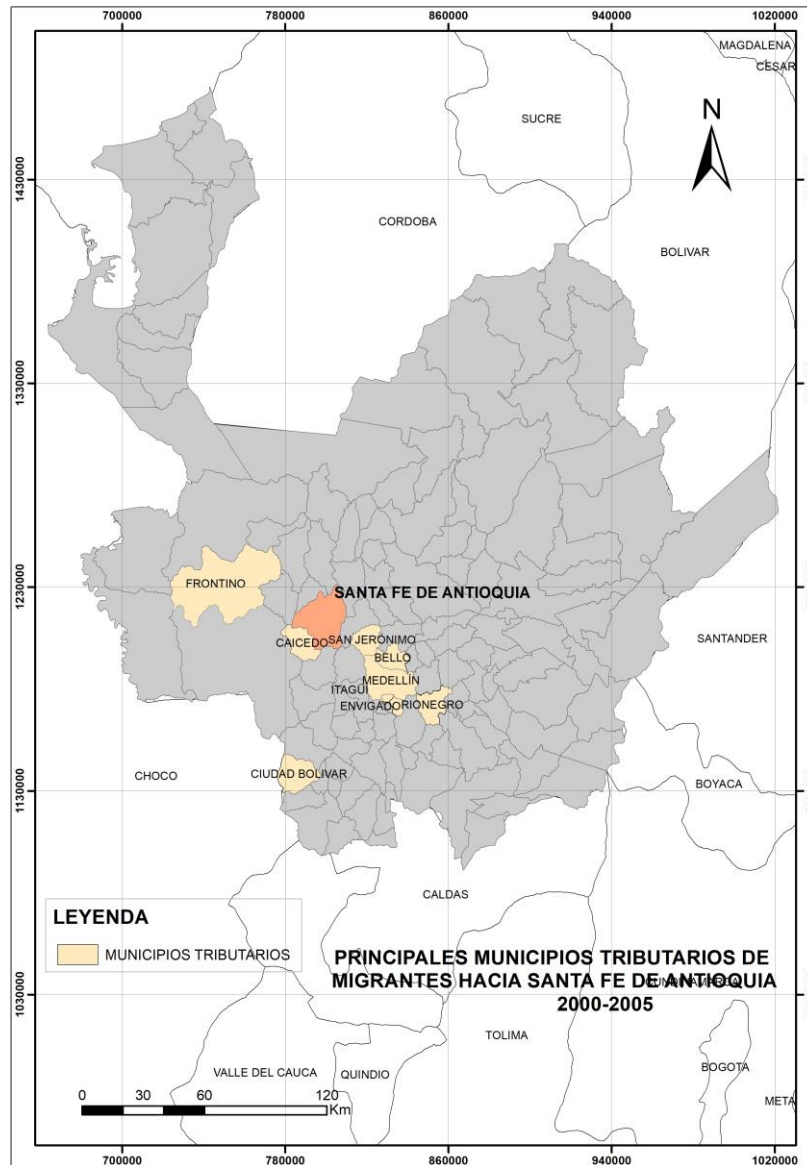 700000
780000
860000
940000
1020000
MAGDALENA
CESAR
SUCRE
N
1430000
CORDOBA
BOLIVAR
1330000
1230000
FRONTINO
SANTA FE DE ANTIOQUIA
CAICEDO
SAN JERÓNIMO
BELLO
SANTANDER
MEDELLÍN
ITAGUI
ENVIGADO
RIONEGRO
CHOCO
CIUDAD BOLIVAR
1130000
BOYACA
CALDAS
LEYENDA
MUNICIPIOS TRIBUTARIOS
PRINCIPALES MUNICIPIOS TRIBUTARIOS DE
MIGRANTES HACIA SANTA FE DE ANTIOQUIA
2000-2005
CUNDINAMARCA
1030000
TOLIMA
VALLE DEL CAUCA
QUINDIO
BOGOTA
META
0
30
60
120
Km
700000
780000
860000
940000
1020000